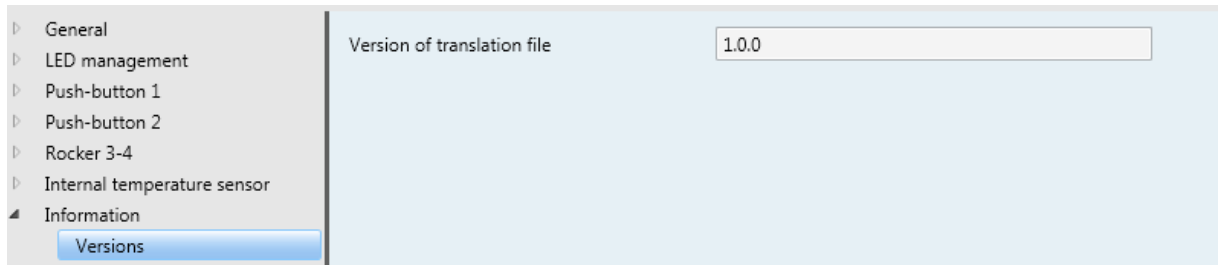 General
LED management
Push-button 1
Push-button 2
Rocker 3-4
Internal temperature sensor
Information
Versions
Version of translation file
1.0.0